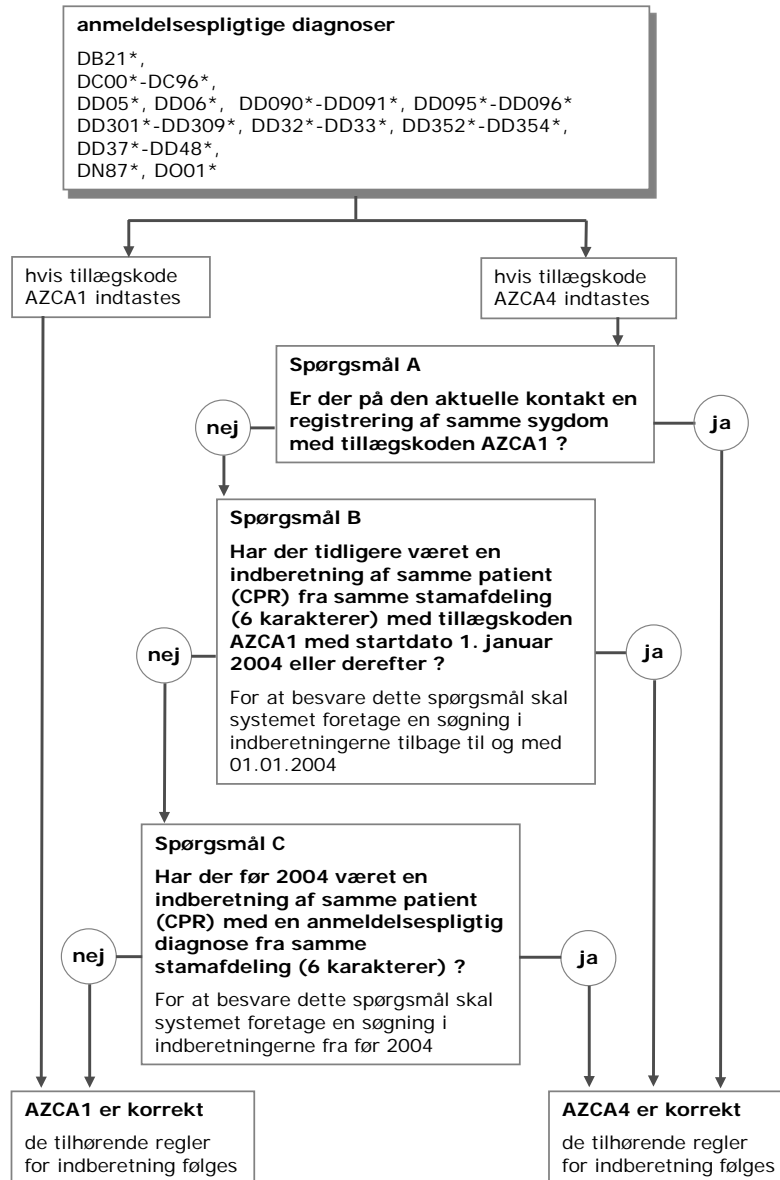 anmeldelsespligtige diagnoser
DB21*,
DC00*-DC96*,
DD05*, DD06*, DD090*-DD091*, DD095*-DD096*
DD301*-DD309*, DD32*-DD33*, DD352*-DD354*,
DD37*-DD48*,
DN87*, DO01*
hvis tillægskode
AZCA1 indtastes
hvis tillægskode
AZCA4 indtastes
Spørgsmål A
Er der på den aktuelle kontakt en
registrering af samme sygdom
med tillægskoden AZCA1 ?
nej
ja
Spørgsmål B
Har der tidligere været en
indberetning af samme patient
(CPR) fra samme stamafdeling
(6 karakterer) med tillægskoden
AZCA1 med startdato 1. januar
2004 eller derefter ?
For at besvare dette spørgsmål skal
systemet foretage en søgning i
indberetningerne tilbage til og med
01.01.2004
nej
ja
Spørgsmål C
Har der før 2004 været en
indberetning af samme patient
(CPR) med en anmeldelsespligtig
diagnose fra samme
stamafdeling (6 karakterer) ?
For at besvare dette spørgsmål skal
systemet foretage en søgning i
indberetningerne fra før 2004
nej
ja
AZCA1 er korrekt
de tilhørende regler
for indberetning følges
AZCA4 er korrekt
de tilhørende regler
for indberetning følges